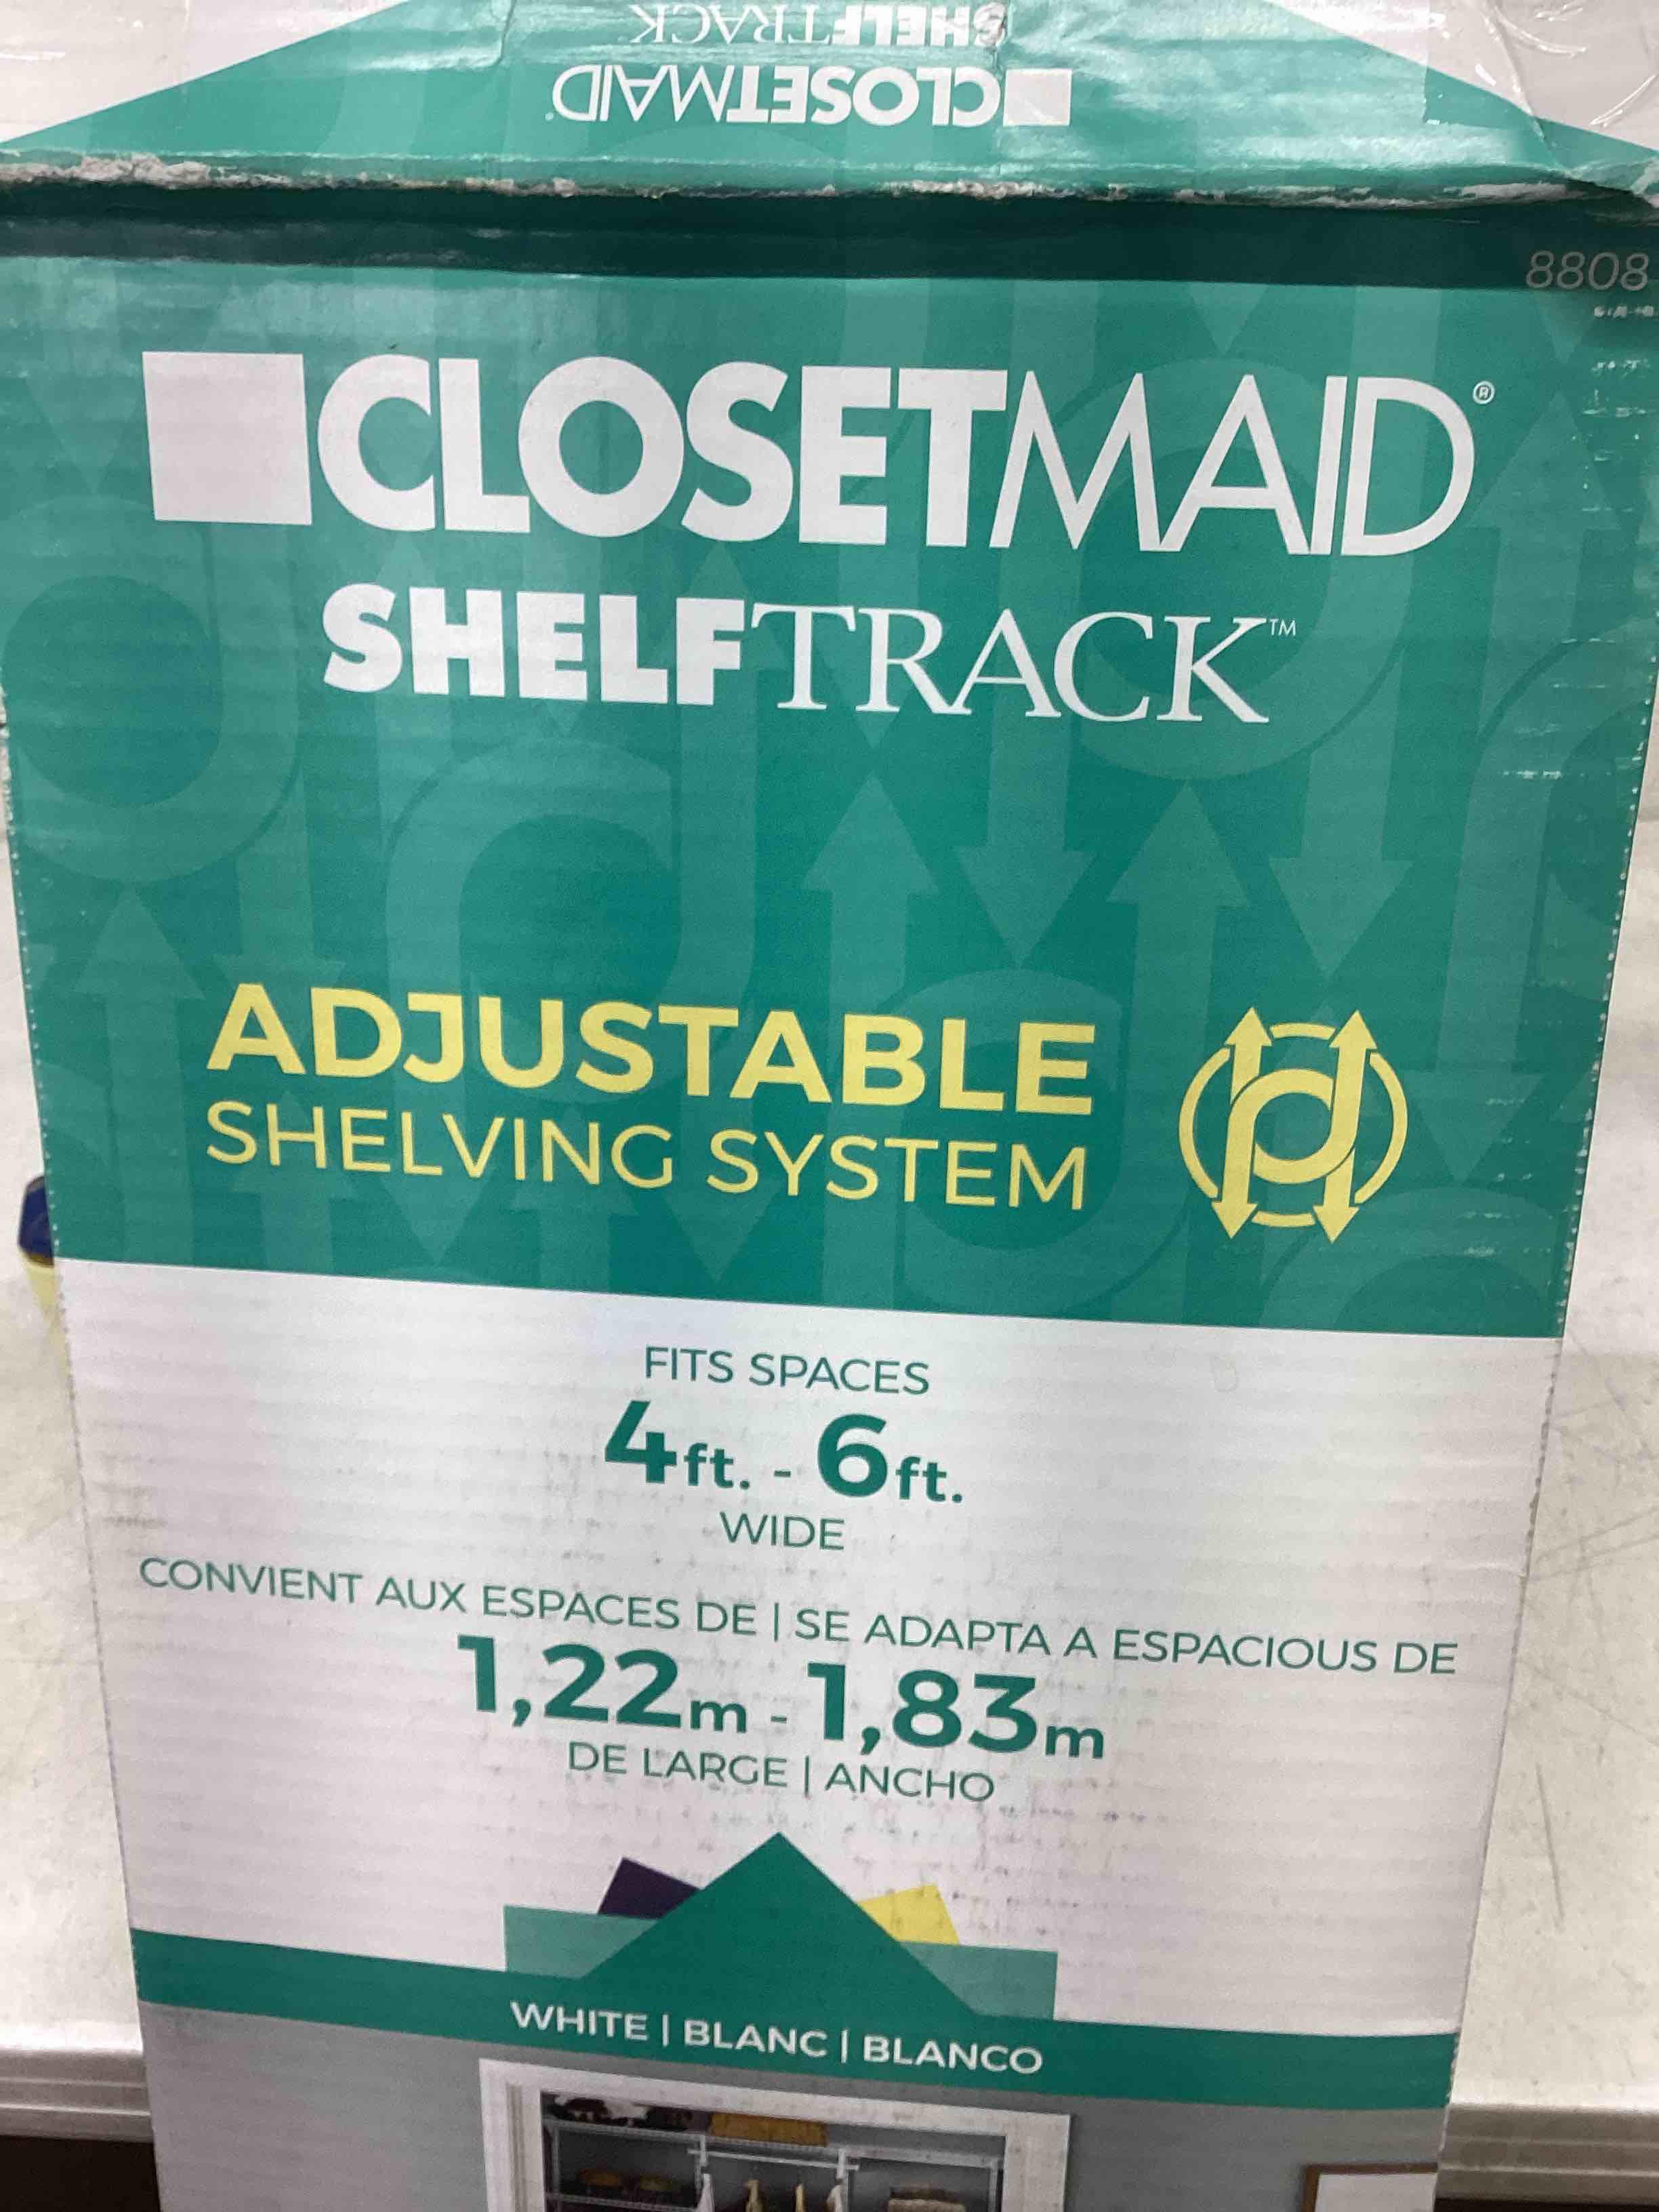 SHELFTRACK
CLOSETMAID®
8808
CLOSETMAID®
SHELFTRACK™
ADJUSTABLE
SHELVING SYSTEM
FITS SPACES
4ft. - 6ft.
WIDE
CONVIENT AUX ESPACES DE | SE ADAPTA A ESPACIOUS DE
1,22m - 1,83m
DE LARGE | ANCHO
WHITE | BLANC | BLANCO